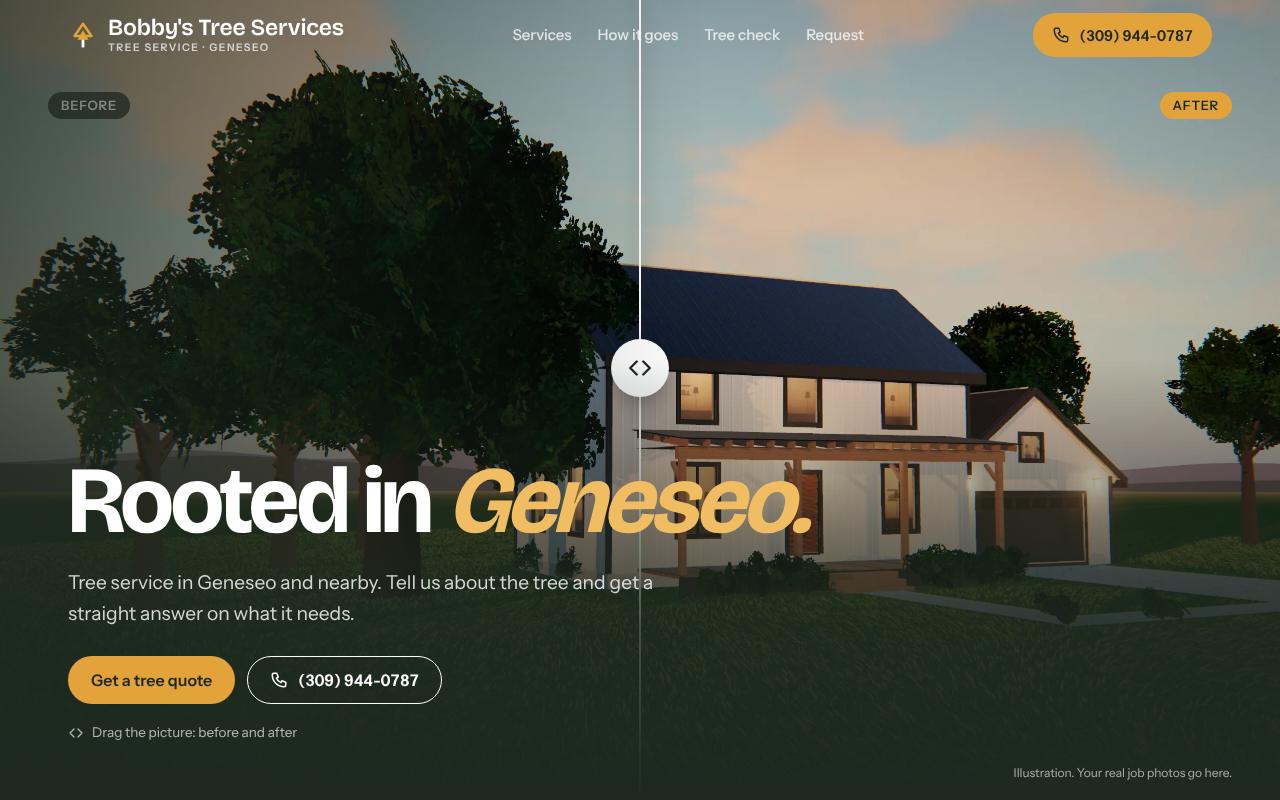 Bobby's Tree Services
TREE SERVICE · GENESEO
Services
How it goes
Tree check
Request
(309) 944-0787
BEFORE
AFTER
Rooted in Geneseo.
Tree service in Geneseo and nearby. Tell us about the tree and get a
straight answer on what it needs.
Get a tree quote
(309) 944-0787
Drag the picture: before and after
Illustration. Your real job photos go here.